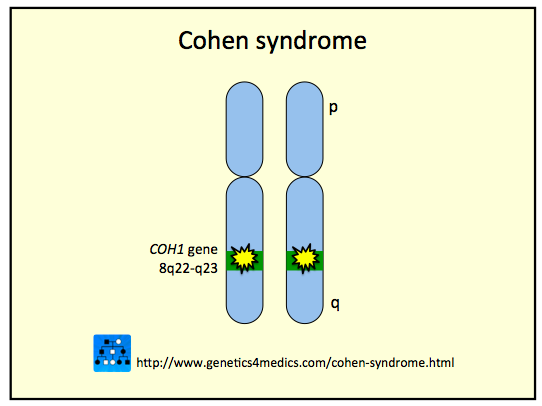 Cohen syndrome
p
COH1 gene
8q22-q23
q
http://www.genetics4medics.com/cohen-syndrome.html